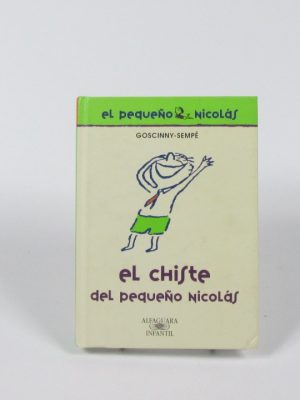 el pequeño Nicolás
GOSCINNY-SEMPÉ
el chiste
del pequeño Nicolás
ALFAGUARA
INFANTIL